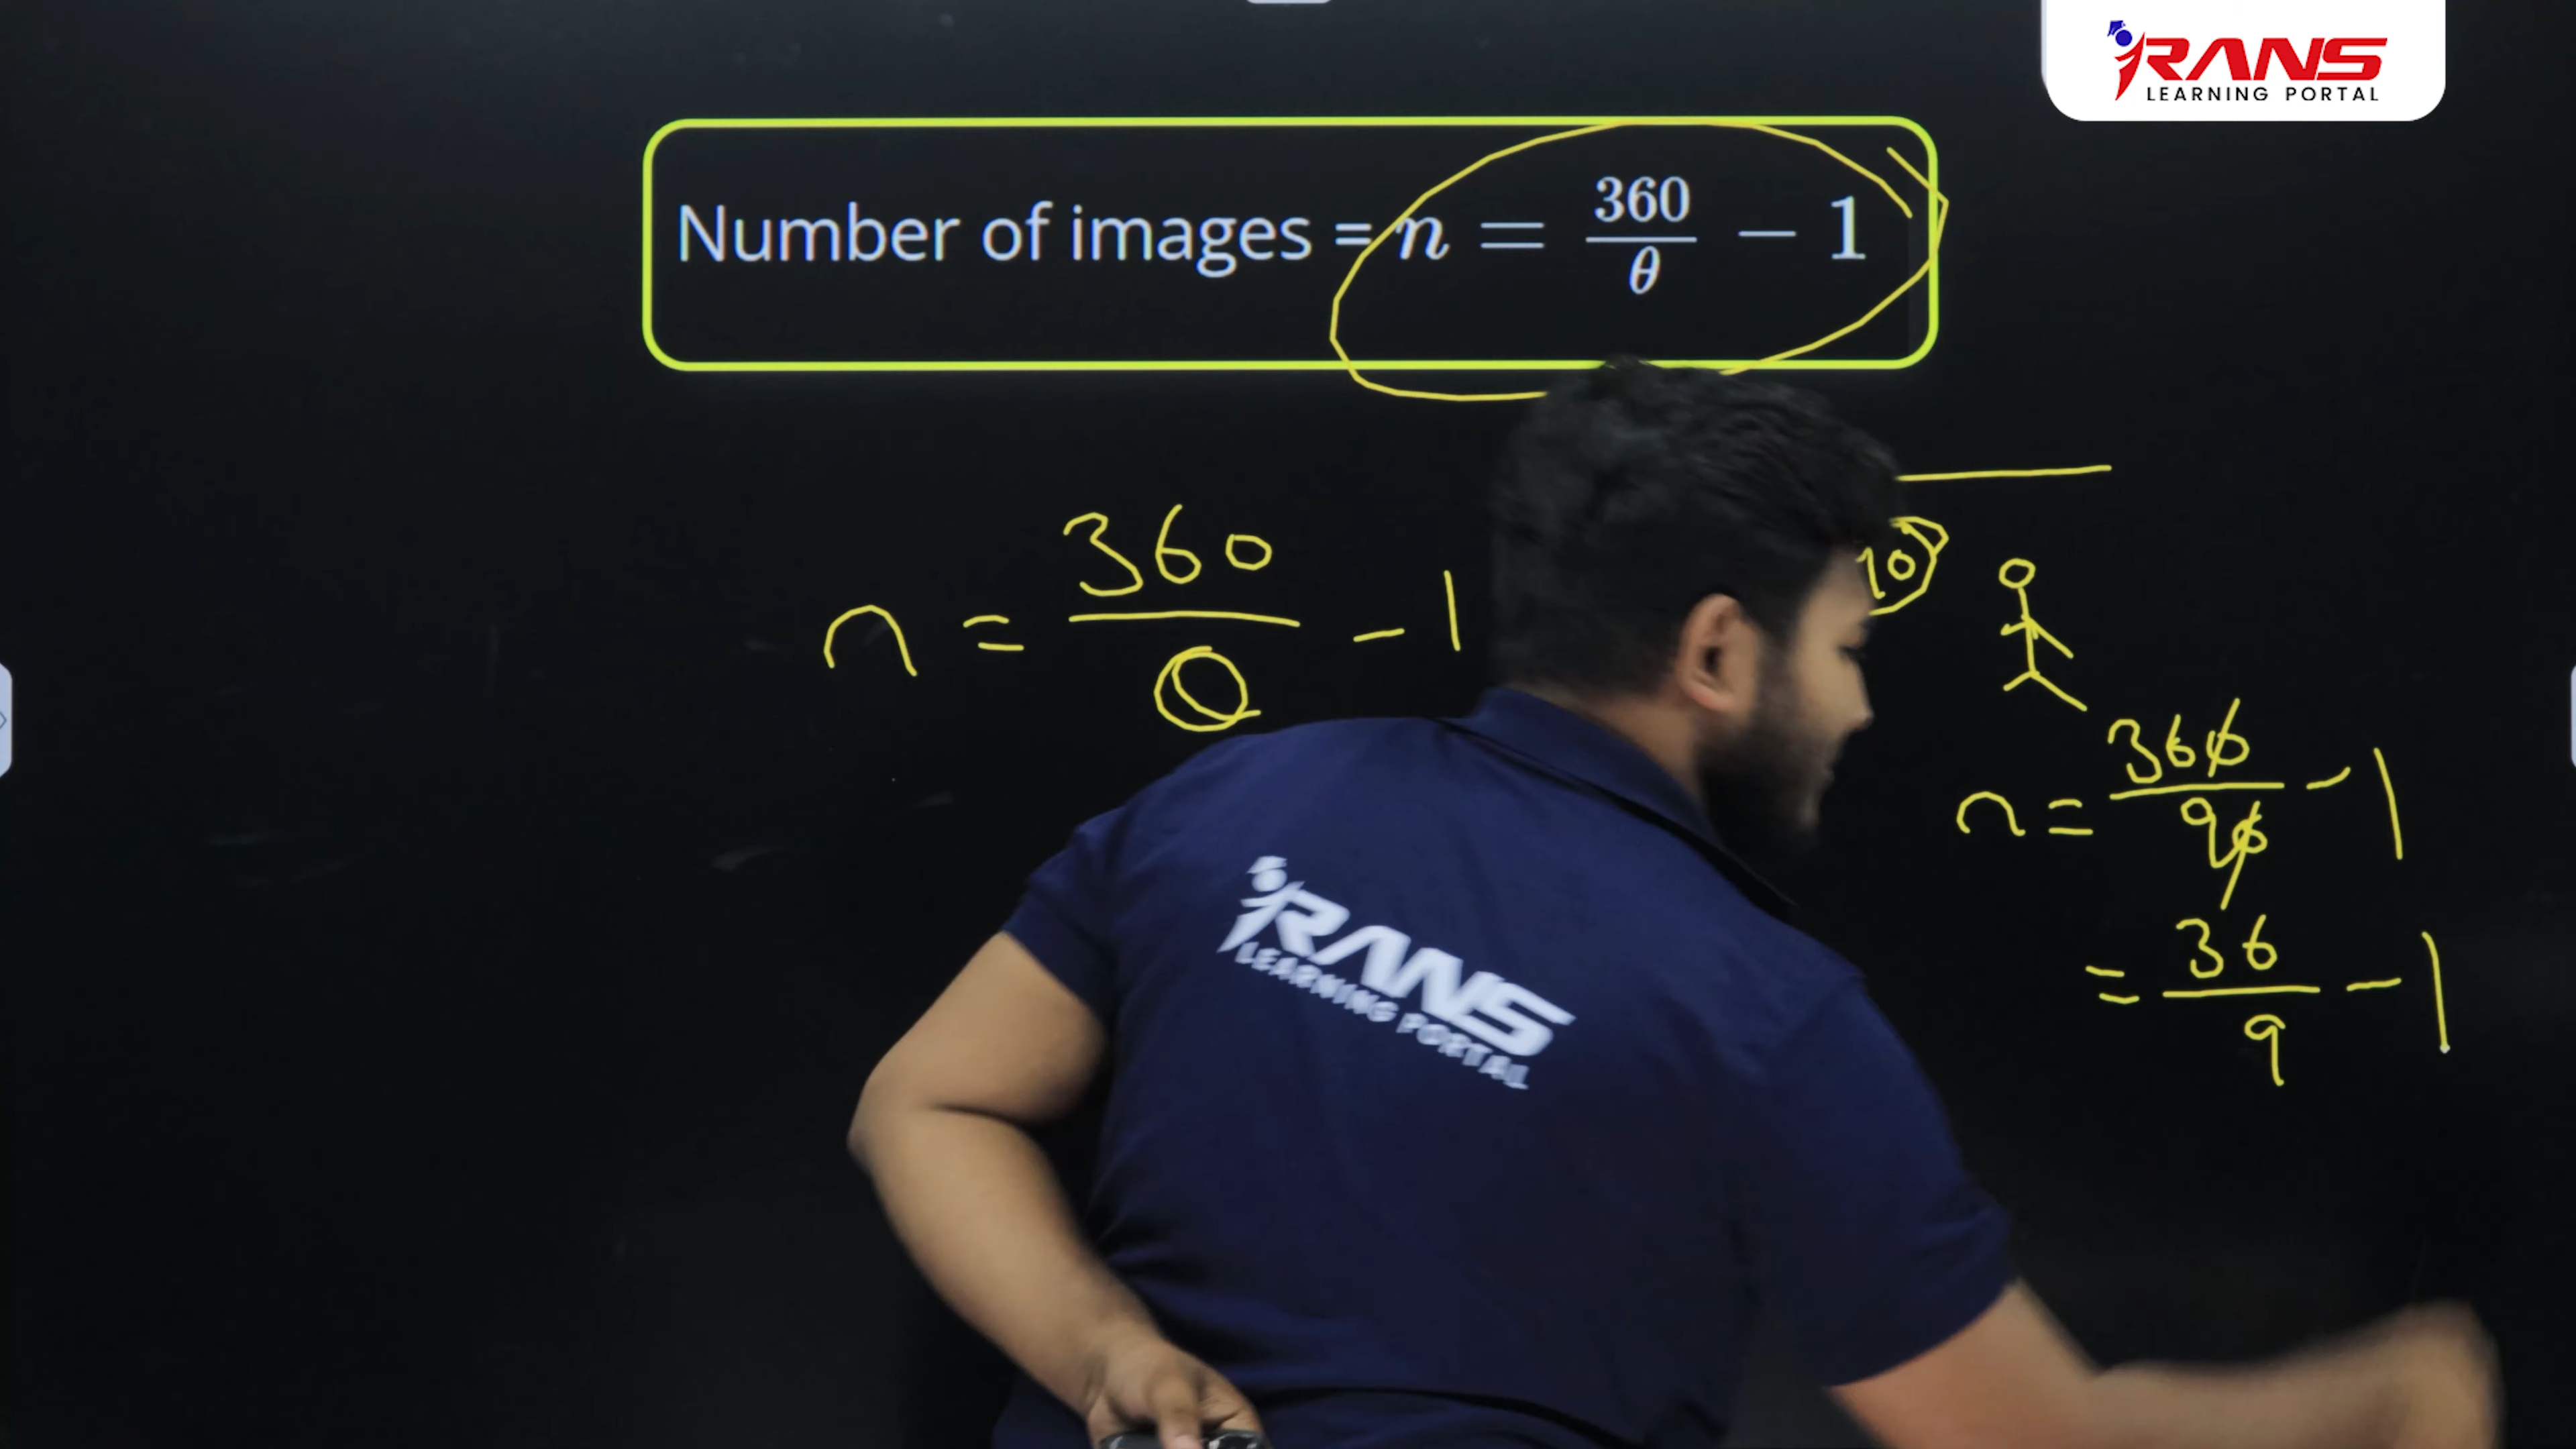 RANS
LEARNING PORTAL
Number of images = n = 360/θ − 1
n = 360/θ − 1
n = 360/90 − 1
= 36/9 − 1
RANS
LEARNING PORTAL